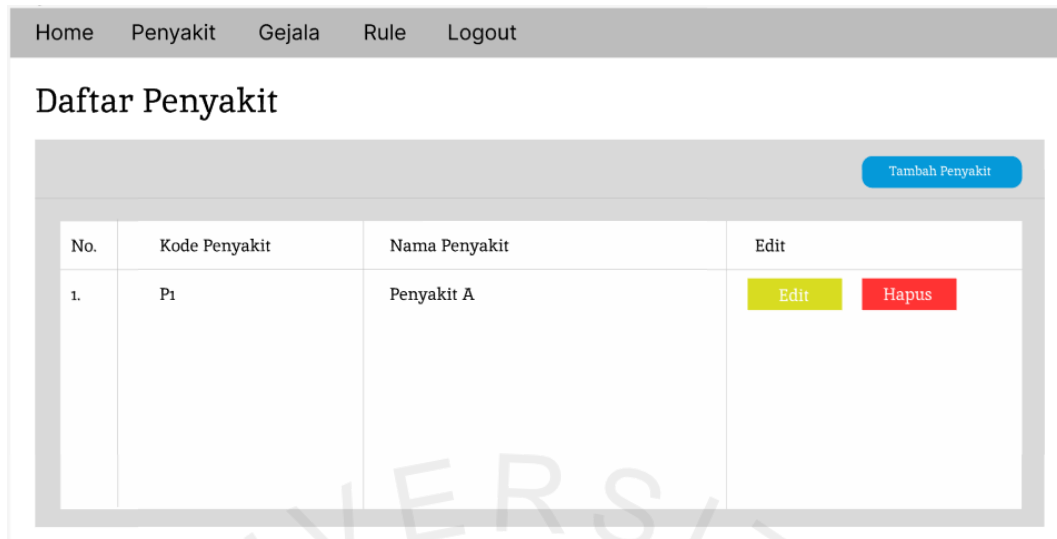 Home Penyakit Gejala Rule Logout
Daftar Penyakit
Tambah Penyakit
No. Kode Penyakit Nama Penyakit Edit
1. P1 Penyakit A Edit Hapus
VERSI